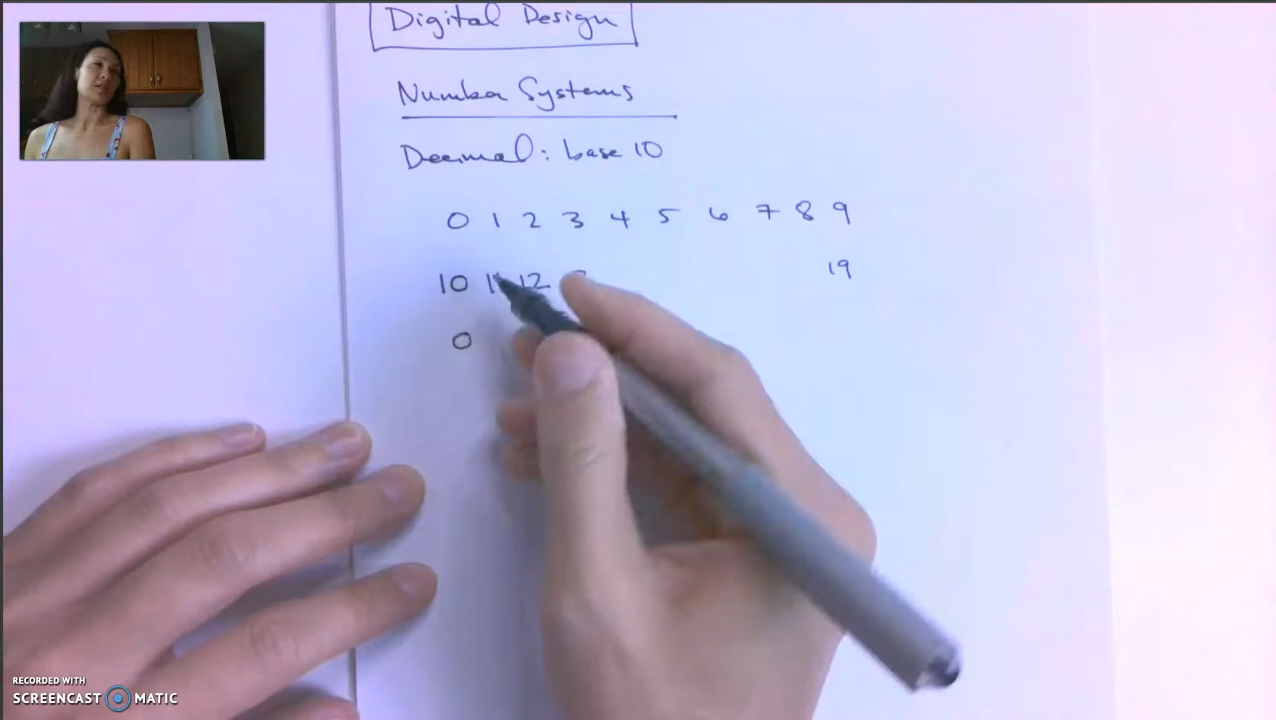 Digital Design
Number Systems
Decimal: base 10
0 1 2 3 4 5 6 7 8 9
10 11 12 19
0
RECORDED WITH
SCREENCAST MATIC